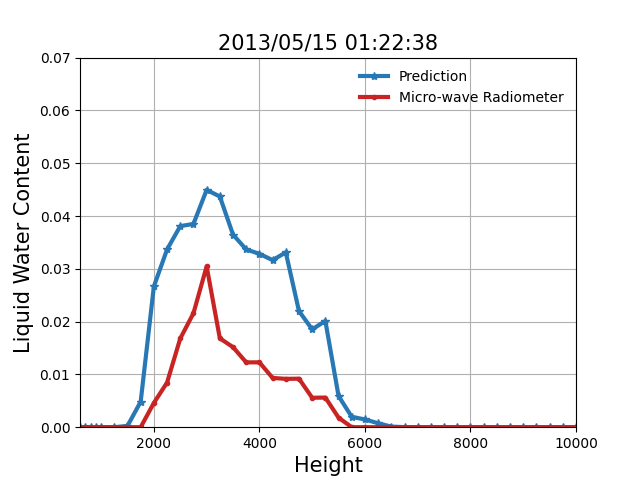 2013/05/15 01:22:38
0.07
0.06
0.05
0.04
0.03
0.02
0.01
0.00
Liquid Water Content
Prediction
Micro-wave Radiometer
2000 4000 6000 8000 10000
Height